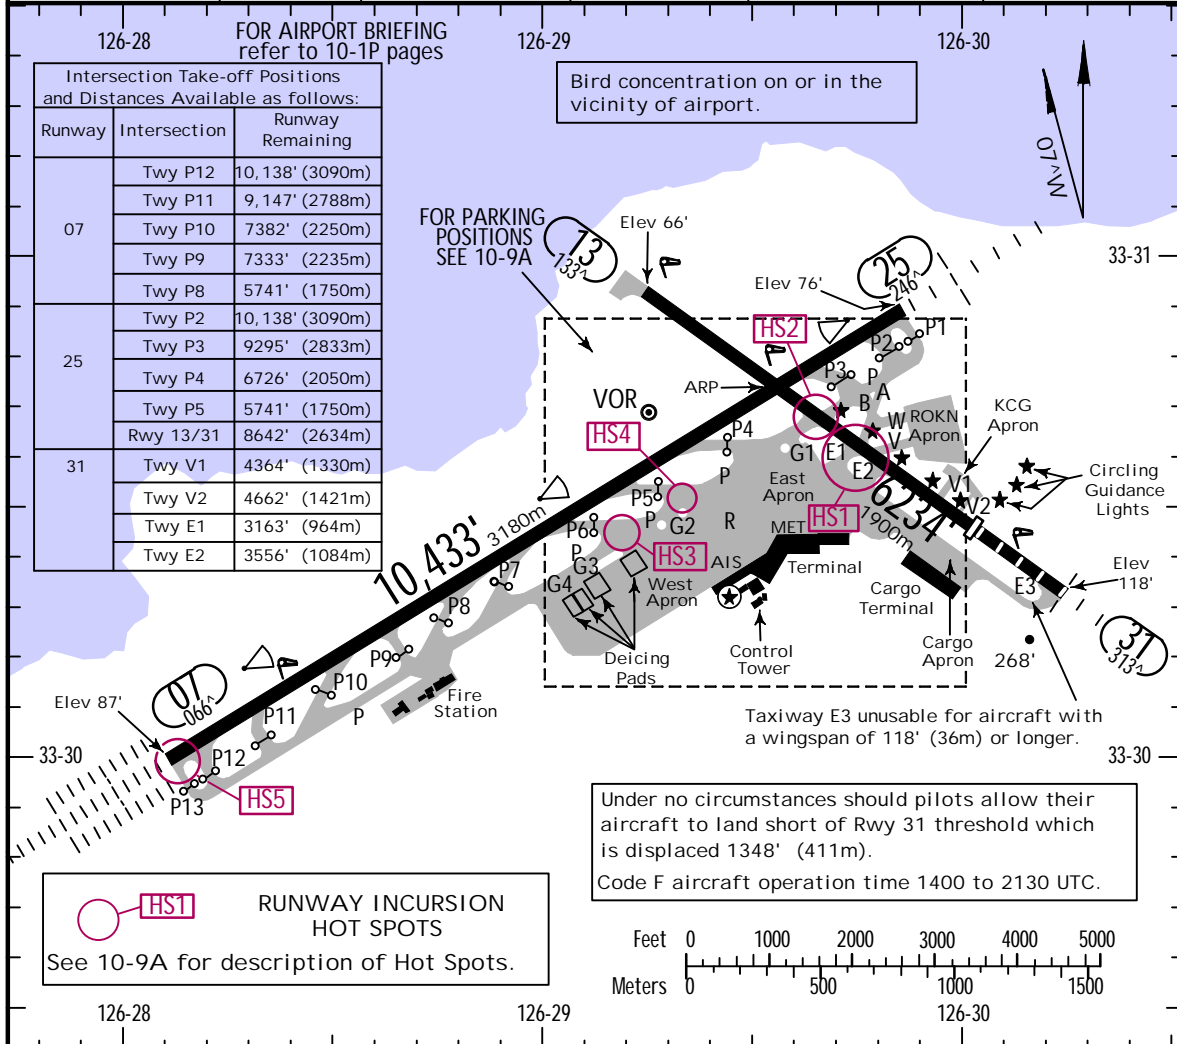 126-28
126-29
126-30
FOR AIRPORT BRIEFING
refer to 10-1P pages
Intersection Take-off Positions
and Distances Available as follows:
Runway Intersection Runway Remaining
07
Twy P12 10,138' (3090m)
Twy P11 9,147' (2788m)
Twy P10 7382' (2250m)
Twy P9 7333' (2235m)
Twy P8 5741' (1750m)
25
Twy P2 10,138' (3090m)
Twy P3 9295' (2833m)
Twy P4 6726' (2050m)
Twy P5 5741' (1750m)
Rwy 13/31 8642' (2634m)
31
Twy V1 4364' (1330m)
Twy V2 4662' (1421m)
Twy E1 3163' (964m)
Twy E2 3556' (1084m)
Bird concentration on or in the
vicinity of airport.
07^W
33-31
FOR PARKING
POSITIONS
SEE 10-9A
13
133^
Elev 66'
Elev 76'
25
246^
HS2
P1
P2
P3
P
A
B
ARP
VOR
HS4
P4
W
V
ROKN
Apron
KCG
Apron
G1
E1
E2
East
Apron
V1
V2
Circling
Guidance
Lights
P
P5
P
G2
R
HS1
6234'
1900m
MET
P6
P
HS3
AIS
Terminal
10,433'
3180m
P7
G3
G4
West
Apron
Cargo
Terminal
E3
Elev
118'
P8
P9
Deicing
Pads
Control
Tower
Cargo
Apron
268'
31
313^
07
066^
Elev 87'
P10
Fire
Station
P
P11
P12
P13
HS5
Taxiway E3 unusable for aircraft with
a wingspan of 118' (36m) or longer.
33-30
33-30
Under no circumstances should pilots allow their
aircraft to land short of Rwy 31 threshold which
is displaced 1348' (411m).
Code F aircraft operation time 1400 to 2130 UTC.
HS1
RUNWAY INCURSION
HOT SPOTS
See 10-9A for description of Hot Spots.
Feet 0 1000 2000 3000 4000 5000
Meters 0 500 1000 1500
126-28
126-29
126-30